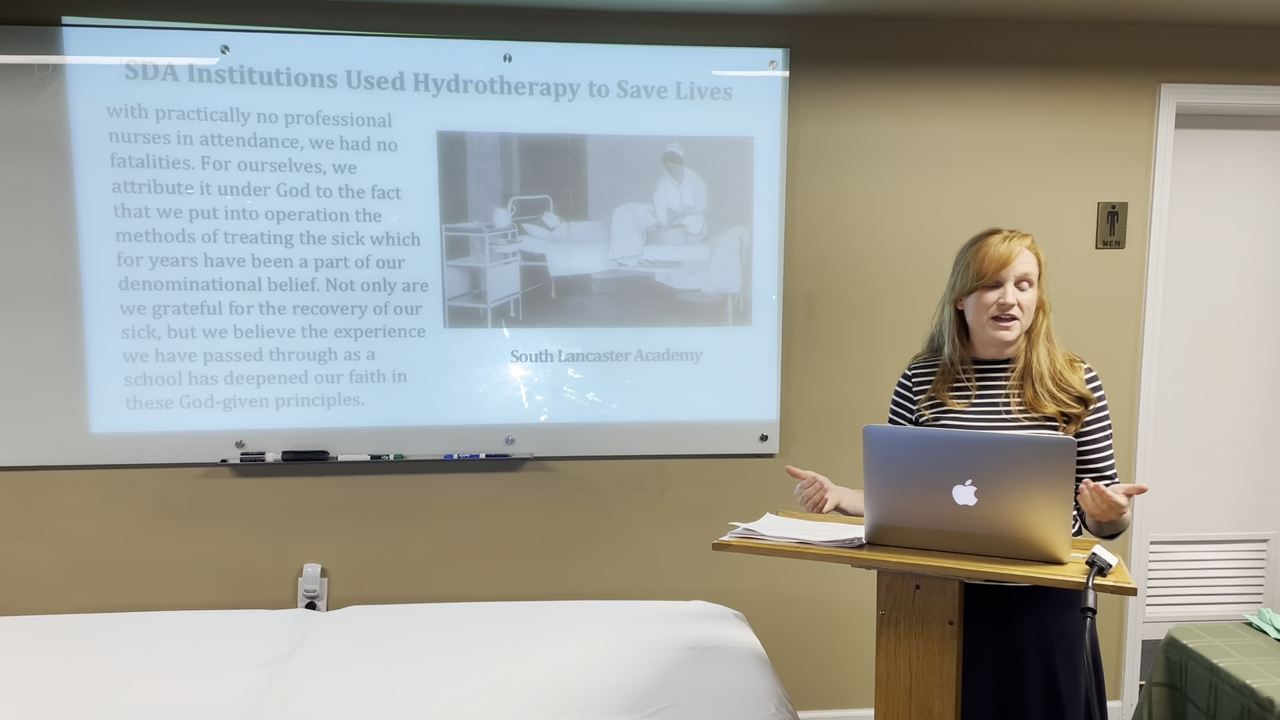 SDA Institutions Used Hydrotherapy to Save Lives
with practically no professional
nurses in attendance, we had no
fatalities. For ourselves, we
attribute it under God to the fact
that we put into operation the
methods of treating the sick which
for years have been a part of our
denominational belief. Not only are
we grateful for the recovery of our
sick, but we believe the experience
we have passed through as a
school has deepened our faith in
these God-given principles.
South Lancaster Academy
MEN